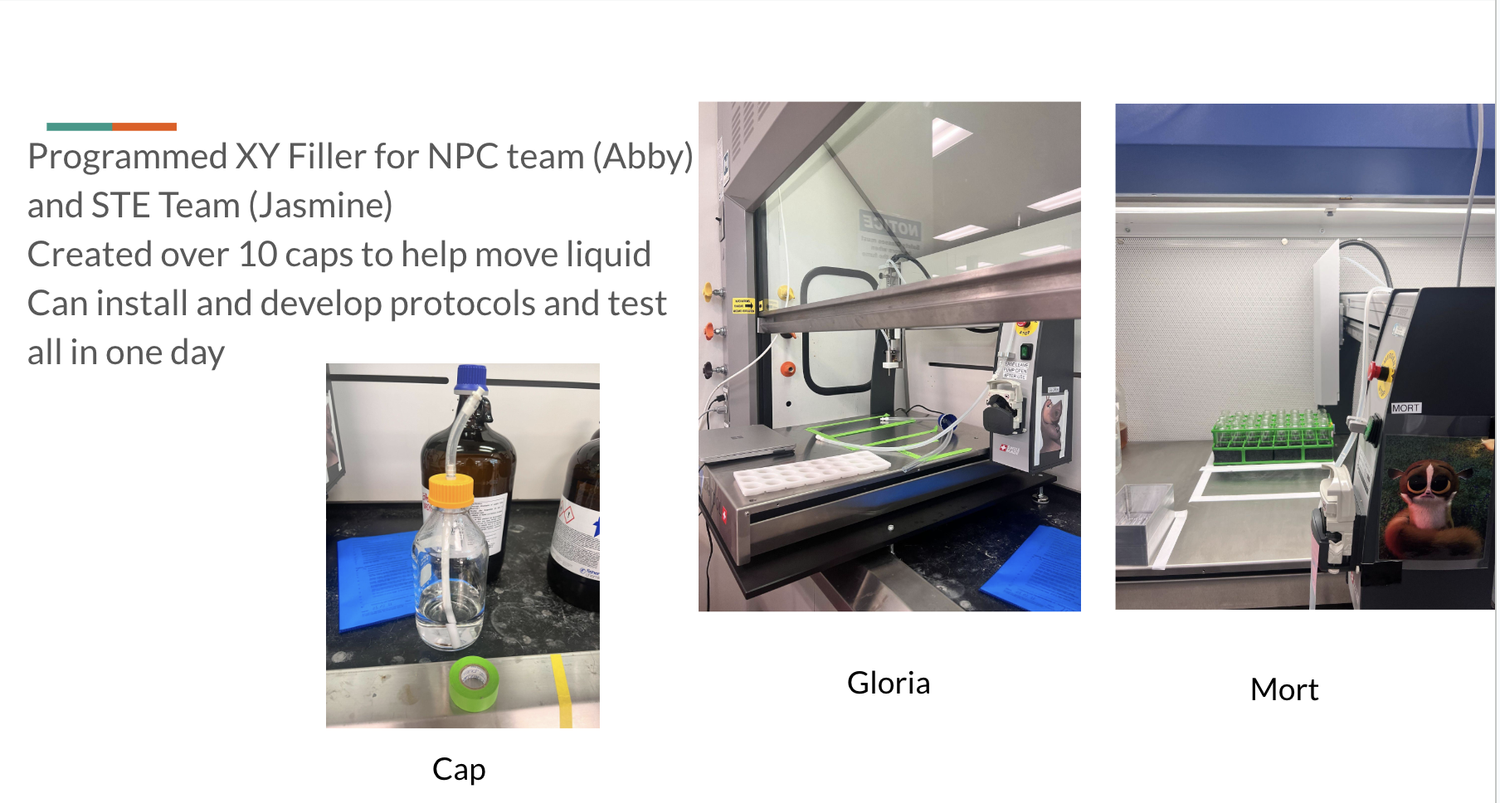 Programmed XY Filler for NPC team (Abby)
and STE Team (Jasmine)
Created over 10 caps to help move liquid
Can install and develop protocols and test
all in one day
NOTICE
MORT
Gloria
Mort
Cap